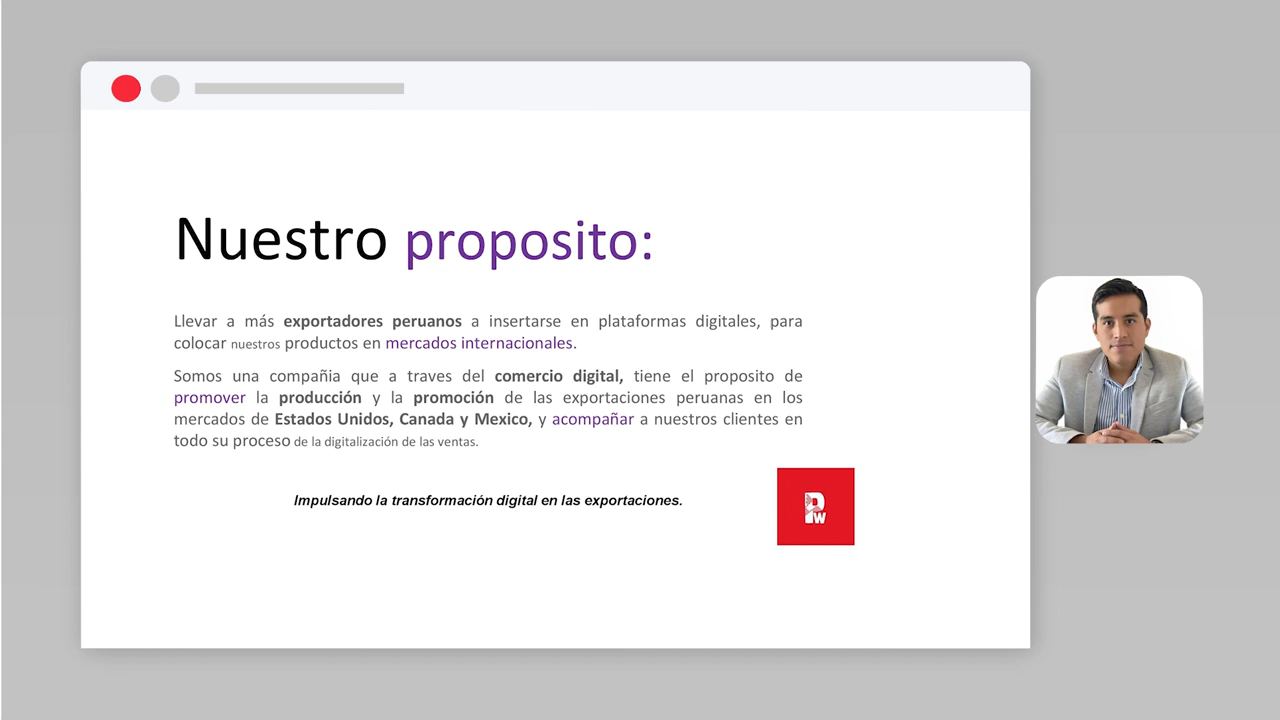 Nuestro proposito:
Llevar a más exportadores peruanos a insertarse en plataformas digitales, para
colocar nuestros productos en mercados internacionales.
Somos una compañia que a traves del comercio digital, tiene el proposito de
promover la producción y la promoción de las exportaciones peruanas en los
mercados de Estados Unidos, Canada y Mexico, y acompañar a nuestros clientes en
todo su proceso de la digitalización de las ventas.
Impulsando la transformación digital en las exportaciones.
PW